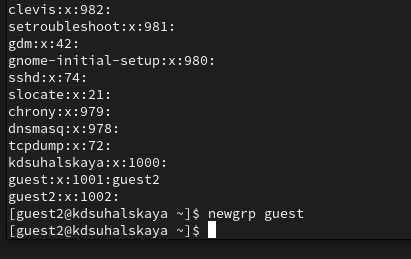 clevis:x:982:
setroubleshoot:x:981:
gdm:x:42:
gnome-initial-setup:x:980:
sshd:x:74:
slocate:x:21:
chrony:x:979:
dnsmasq:x:978:
tcpdump:x:72:
kdsuhalskaya:x:1000:
guest:x:1001:guest2
guest2:x:1002:
[guest2@kdsuhalskaya ~]$ newgrp guest
[guest2@kdsuhalskaya ~]$